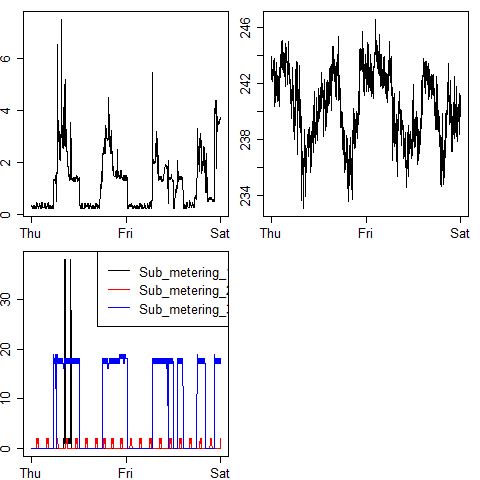 0 2 4 6
Thu Fri Sat
234 238 242 246
Thu Fri Sat
0 10 20 30
Sub_metering_
Sub_metering_
Sub_metering_
Thu Fri Sat